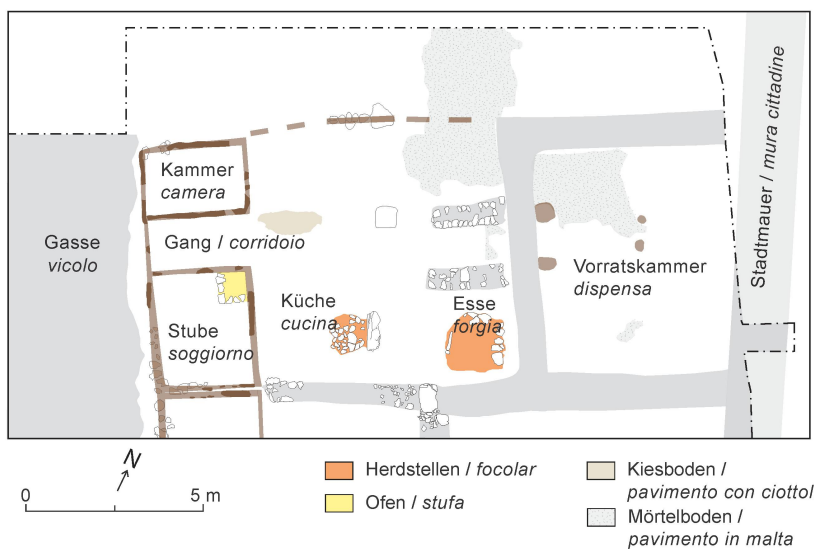 Kammer
camera
Gasse
vicolo
Gang / corridoio
Stube
soggiorno
Küche
cucina
Esse
forgia
Vorratskammer
dispensa
Stadtmauer / mura cittadine
N
0 5 m
Herdstellen / focolar
Ofen / stufa
Kiesboden /
pavimento con ciottol
Mörtelboden /
pavimento in malta